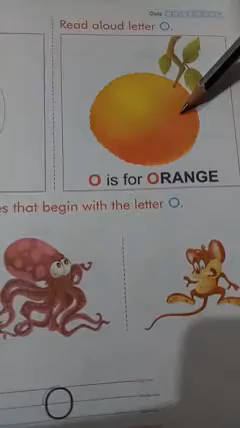 Date
Read aloud letter O.
O is for ORANGE
es that begin with the letter O.
O